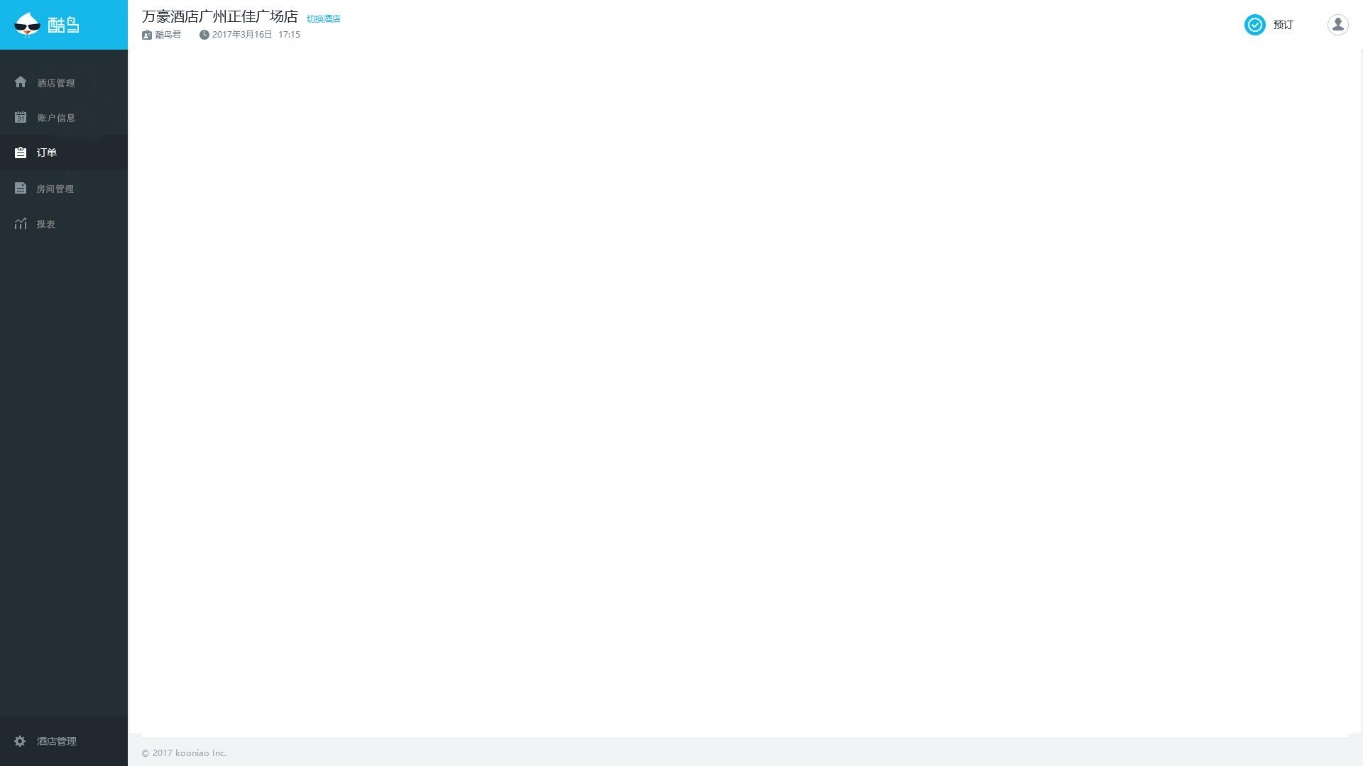 酷鸟
万豪酒店广州正佳广场店 切换酒店
酷鸟君 2017年3月16日 17:15
预订
酒店管理
账户信息
订单
房间管理
报表
酒店管理
© 2017 kooniao Inc.